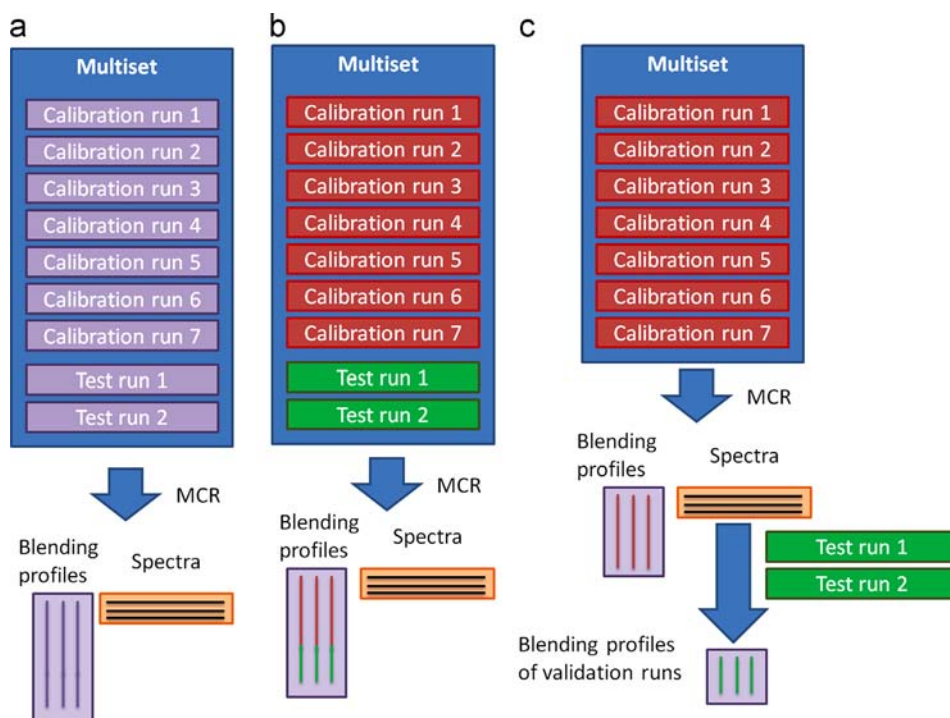 a
Multiset
Calibration run 1
Calibration run 2
Calibration run 3
Calibration run 4
Calibration run 5
Calibration run 6
Calibration run 7
Test run 1
Test run 2
MCR
Blending
profiles
Spectra
b
Multiset
Calibration run 1
Calibration run 2
Calibration run 3
Calibration run 4
Calibration run 5
Calibration run 6
Calibration run 7
Test run 1
Test run 2
MCR
Blending
profiles
Spectra
c
Multiset
Calibration run 1
Calibration run 2
Calibration run 3
Calibration run 4
Calibration run 5
Calibration run 6
Calibration run 7
MCR
Blending
profiles
Spectra
Test run 1
Test run 2
Blending profiles
of validation runs